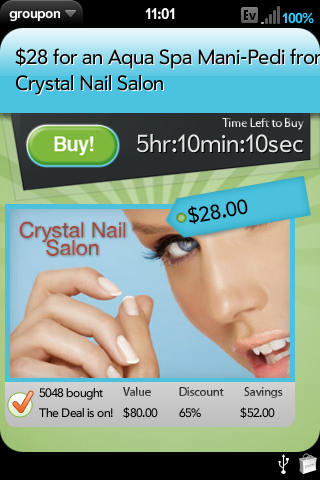 groupon 11:01 Ev 100%
$28 for an Aqua Spa Mani-Pedi from
Crystal Nail Salon
Time Left to Buy
Buy! 5hr:10min:10sec
$28.00
Crystal Nail
Salon
5048 bought Value Discount Savings
The Deal is on! $80.00 65% $52.00